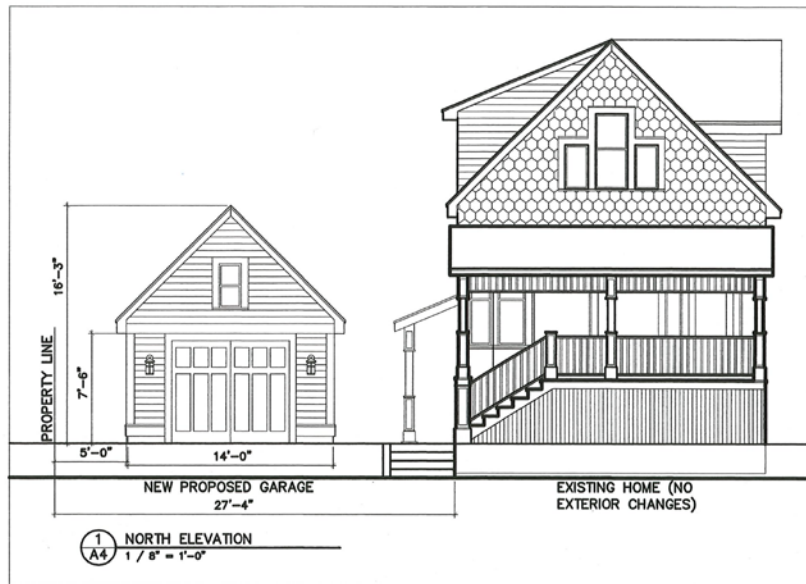 16'-3"
PROPERTY LINE
7'-6"
5'-0"
14'-0"
NEW PROPOSED GARAGE
27'-4"
EXISTING HOME (NO
EXTERIOR CHANGES)
1
A4
NORTH ELEVATION
1 / 8" = 1'-0"